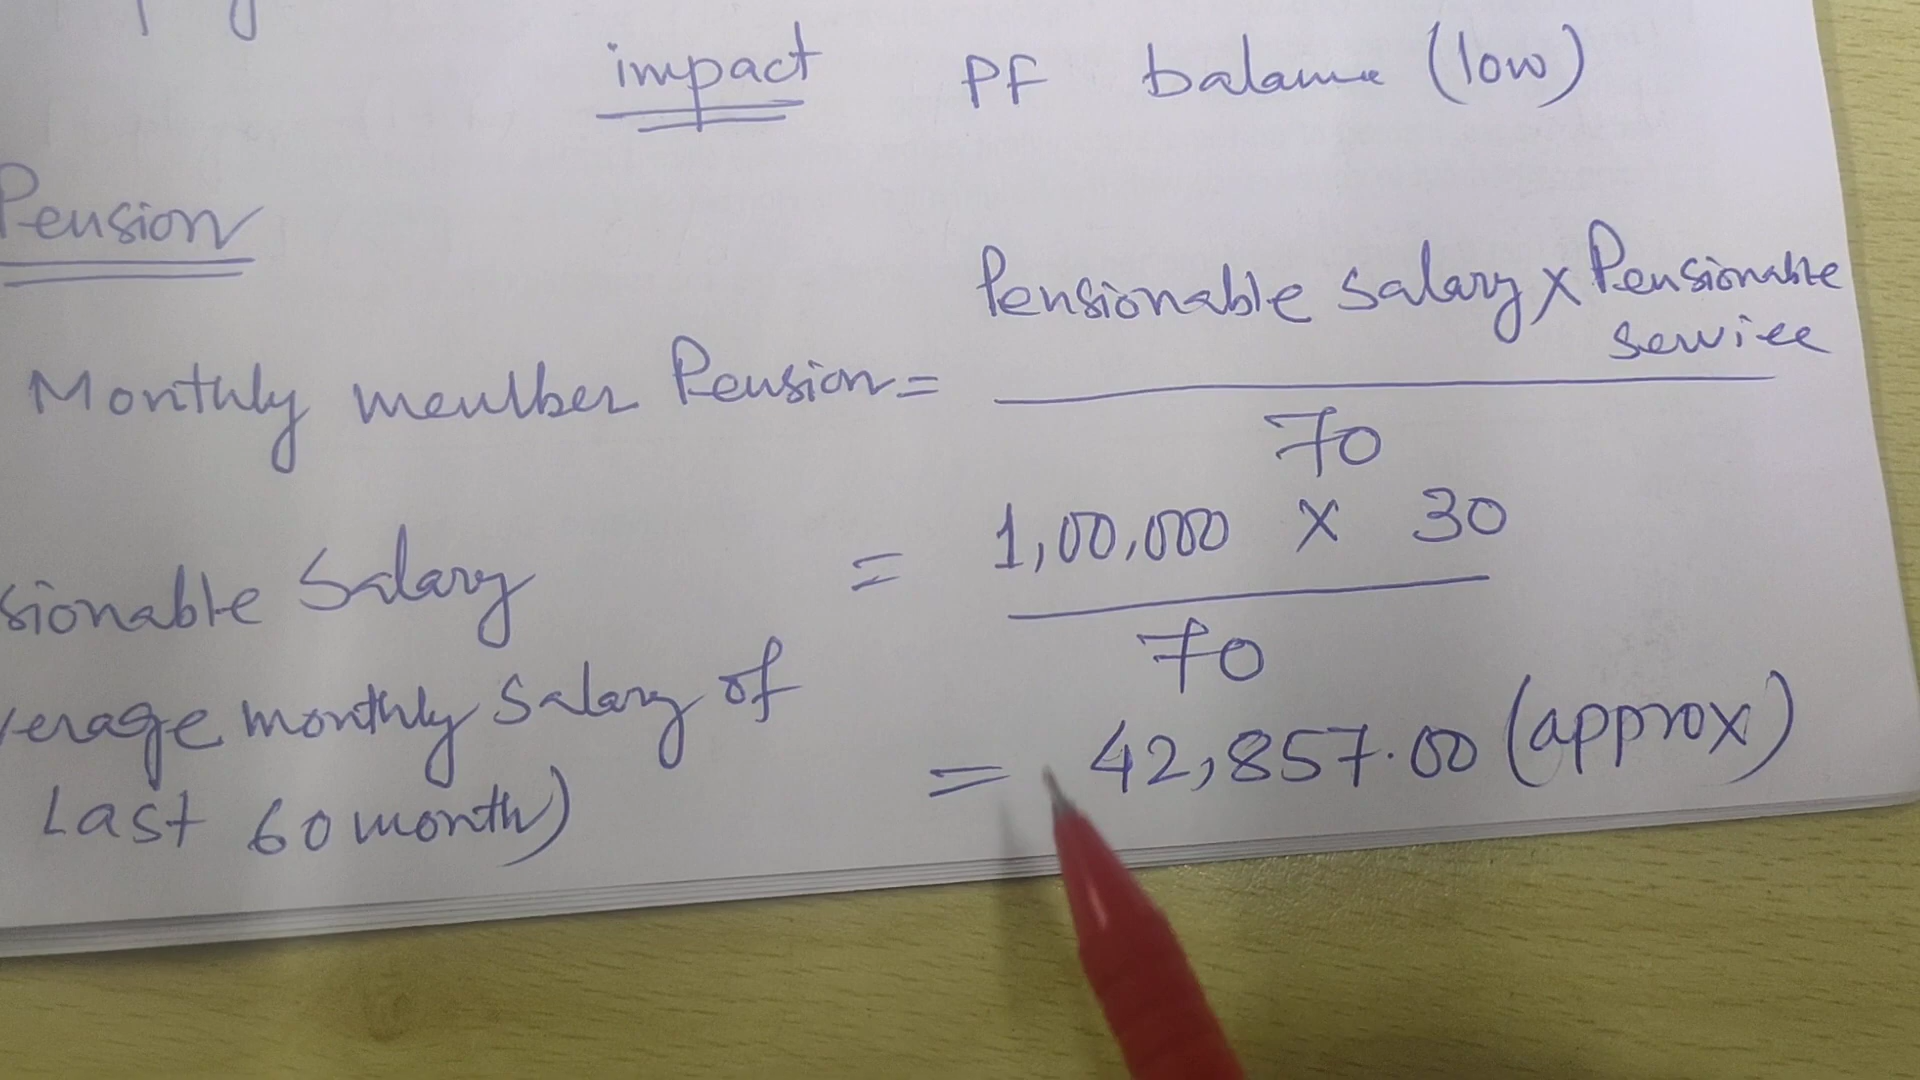 impact PF balance (low)
Pension
Monthly member Pension = Pensionable Salary x Pensionable service
70
sionable Salary = 1,00,000 x 30
70
verage monthly Salary of
Last 60 month)
= 42,857.00 (approx)